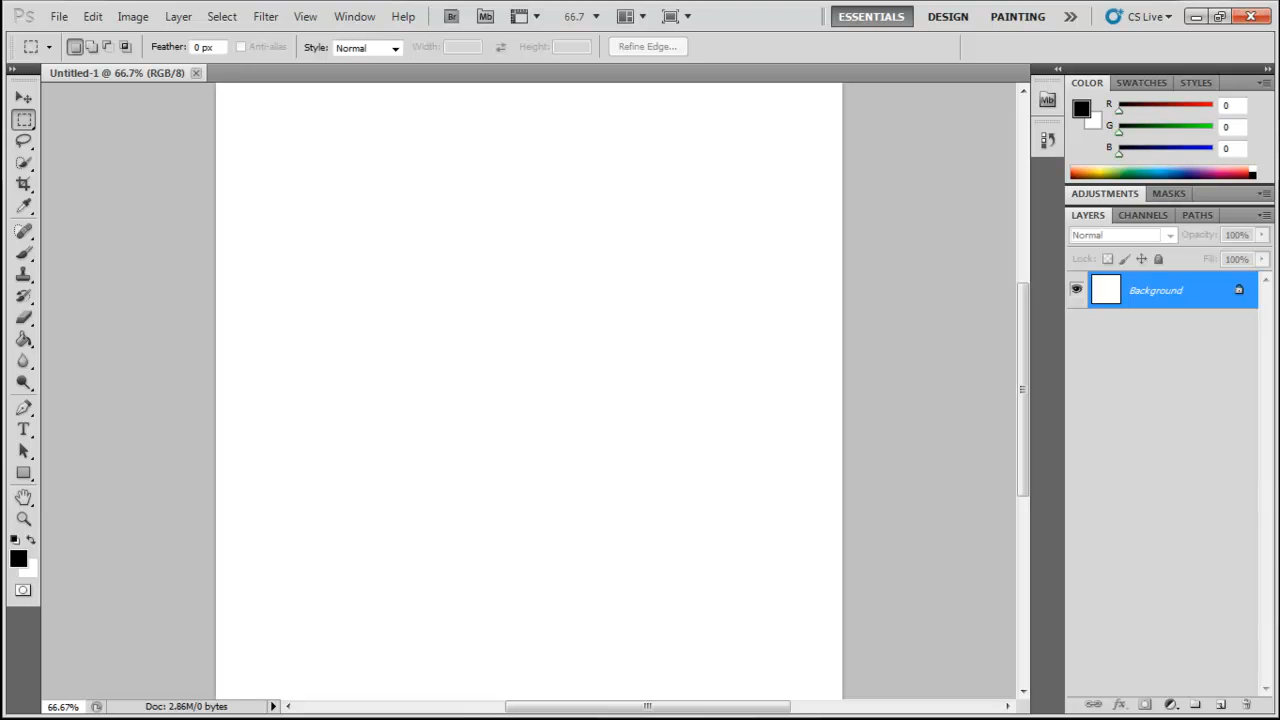 Ps File Edit Image Layer Select Filter View Window Help Br Mb 66.7 ESSENTIALS DESIGN PAINTING CS Live
Feather: 0 px Anti-alias Style: Normal Width: Height: Refine Edge...
Untitled-1 @ 66.7% (RGB/8)
COLOR SWATCHES STYLES
Mb
R 0
G 0
B 0
ADJUSTMENTS MASKS
LAYERS CHANNELS PATHS
Normal Opacity: 100%
Lock: Fill: 100%
Background
T
66.67% Doc: 2.86M/0 bytes
fx